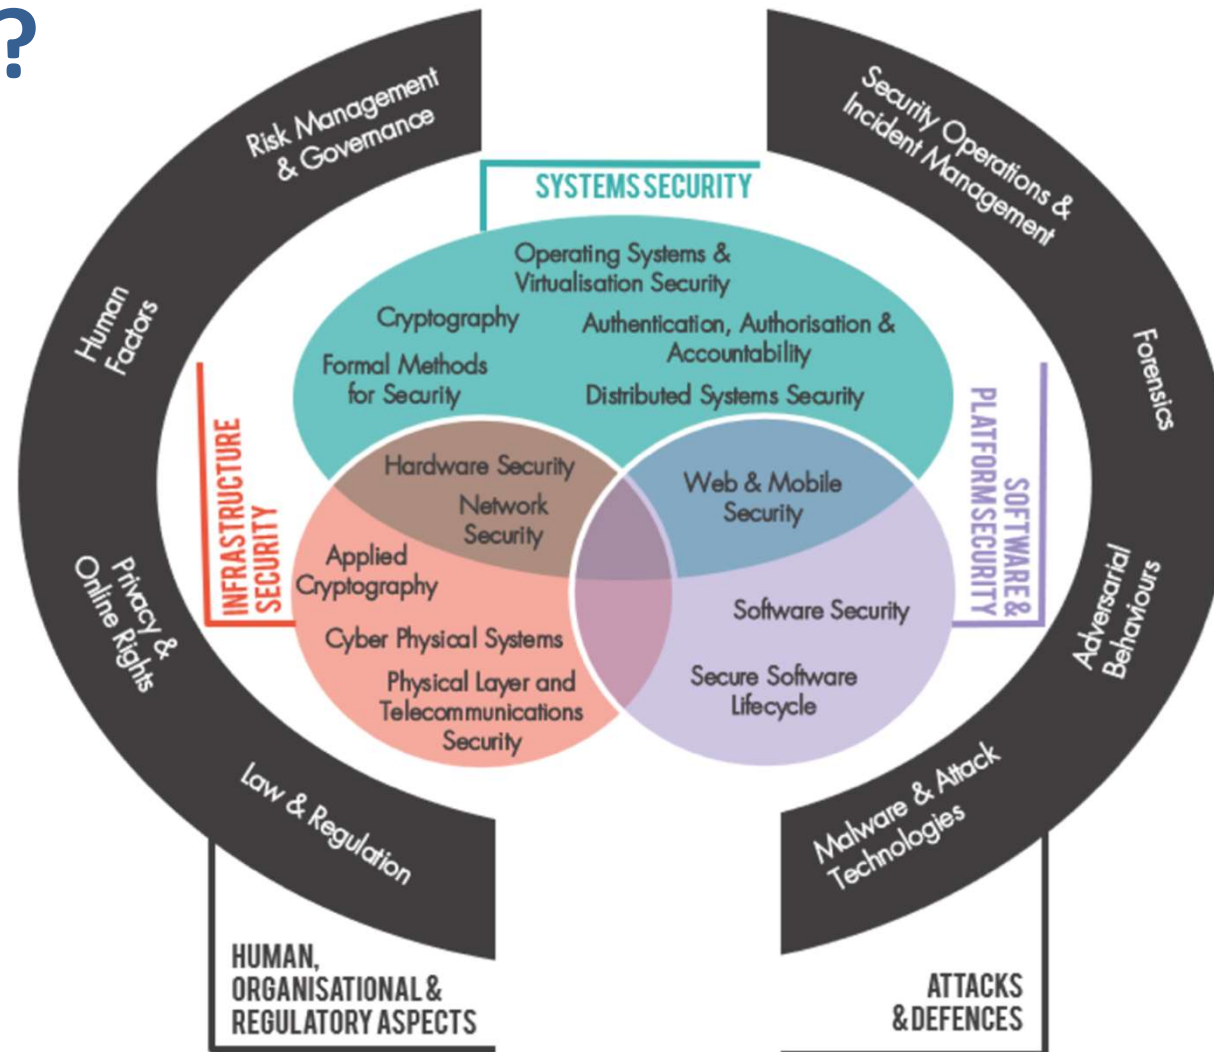 ?
Risk Management
& Governance
Human
Factors
Privacy &
Online Rights
Law & Regulation
HUMAN,
ORGANISATIONAL &
REGULATORY ASPECTS
SYSTEMS SECURITY
Operating Systems &
Virtualisation Security
Cryptography
Authentication, Authorisation &
Accountability
Formal Methods
for Security
Distributed Systems Security
INFRASTRUCTURE
SECURITY
Hardware Security
Network
Security
Applied
Cryptography
Cyber Physical Systems
Physical Layer and
Telecommunications
Security
Web & Mobile
Security
Software Security
Secure Software
Lifecycle
SOFTWARE &
PLATFORM SECURITY
Security Operations &
Incident Management
Forensics
Adversarial
Behaviours
Malware & Attack
Technologies
ATTACKS
& DEFENCES